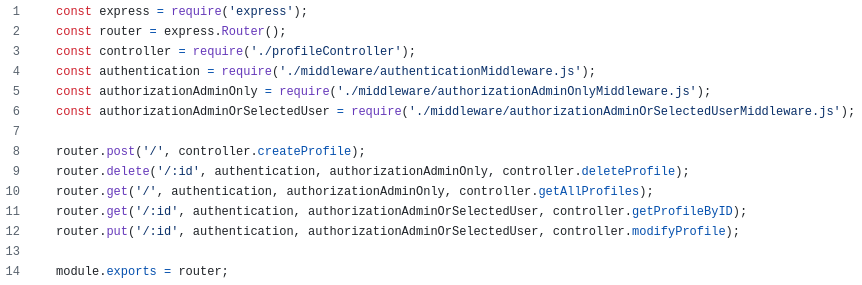 1 const express = require('express');
2 const router = express.Router();
3 const controller = require('./profileController');
4 const authentication = require('./middleware/authenticationMiddleware.js');
5 const authorizationAdminOnly = require('./middleware/authorizationAdminOnlyMiddleware.js');
6 const authorizationAdminOrSelectedUser = require('./middleware/authorizationAdminOrSelectedUserMiddleware.js');
7
8 router.post('/', controller.createProfile);
9 router.delete('/:id', authentication, authorizationAdminOnly, controller.deleteProfile);
10 router.get('/', authentication, authorizationAdminOnly, controller.getAllProfiles);
11 router.get('/:id', authentication, authorizationAdminOrSelectedUser, controller.getProfileByID);
12 router.put('/:id', authentication, authorizationAdminOrSelectedUser, controller.modifyProfile);
13
14 module.exports = router;